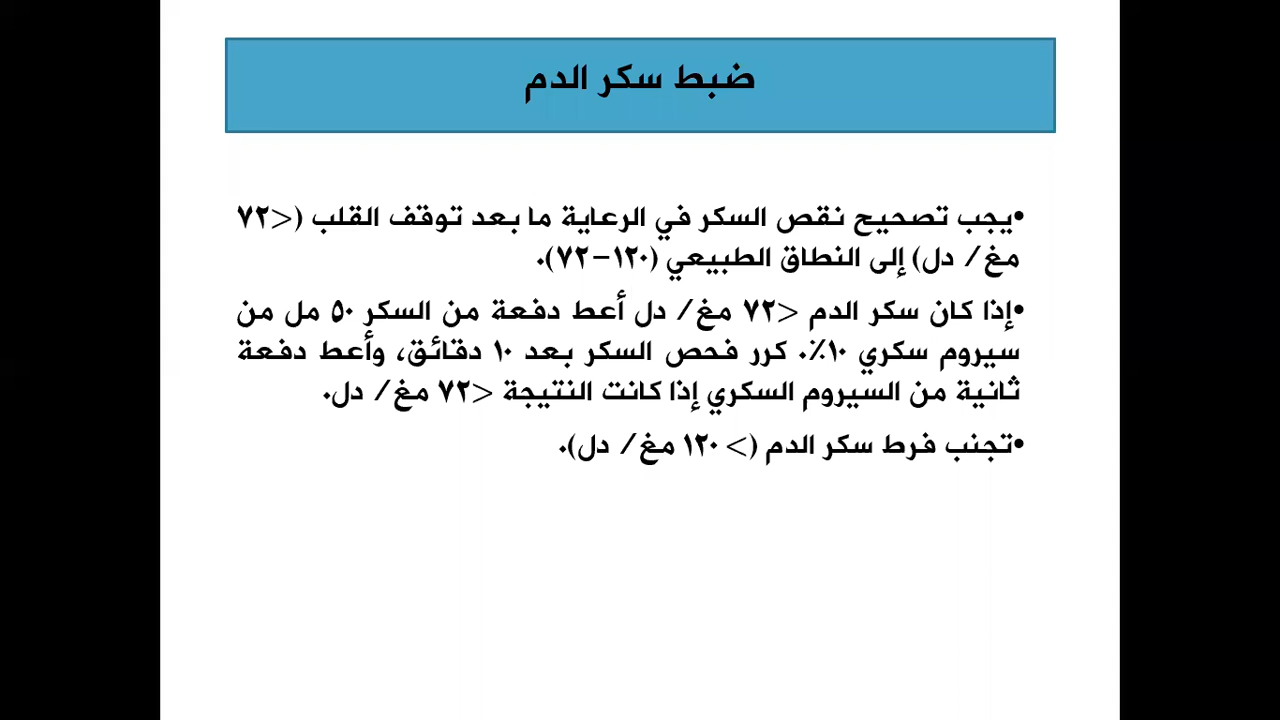 ضبط سكر الدم
•يجب تصحيح نقص السكر في الرعاية ما بعد توقف القلب (<٧٢
مغ/ دل) إلى النطاق الطبيعي (١٢٠–٧٢).
•إذا كان سكر الدم <٧٢ مغ/ دل أعط دفعة من السكر ٥٠ مل من
سيروم سكري ١٠٪. كرر فحص السكر بعد ١٠ دقائق، وأعط دفعة
ثانية من السيروم السكري إذا كانت النتيجة <٧٢ مغ/ دل.
•تجنب فرط سكر الدم (> ١٢٠ مغ/ دل).